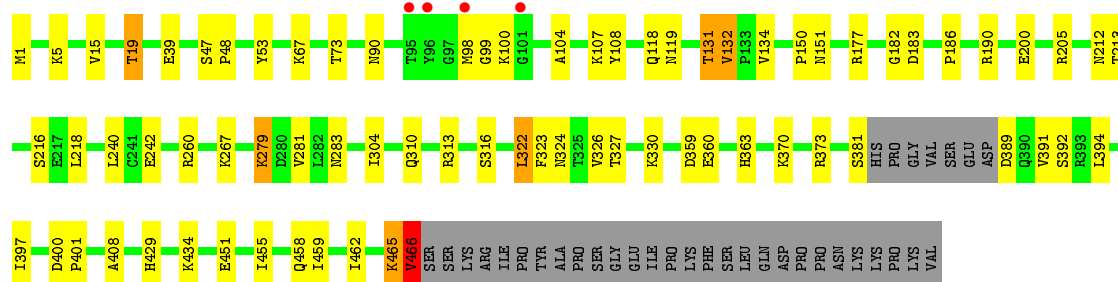 M1 K5 V15 T19 E39 S47 P48 Y53 K67 T73 N90 T95 Y96 G97 M98 G99 K100 G101 A104 K107 Y108 Q118 N119 T131 V132 P133 V134 P150 N151 R177 G182 D183 P186 R190 E200 R205 N212 T213
S216 E217 L218 L240 C241 E242 R260 K267 K279 D280 V281 L282 N283 I304 Q310 R313 S316 L322 F323 N324 T325 V326 T327 K330 D359 E360 H363 K370 R373 S381 HIS PRO GLY VAL SER GLU ASP D389 Q390 V391 S392 R393 L394
I397 D400 P401 A408 H429 K434 E451 I455 Q458 I459 I462 K465 V466 SER SER LYS ARG ILE PRO TYR ALA PRO SER GLY GLU ILE PRO LYS PHE SER LEU GLN ASP PRO PRO ASN LYS LYS PRO LYS VAL